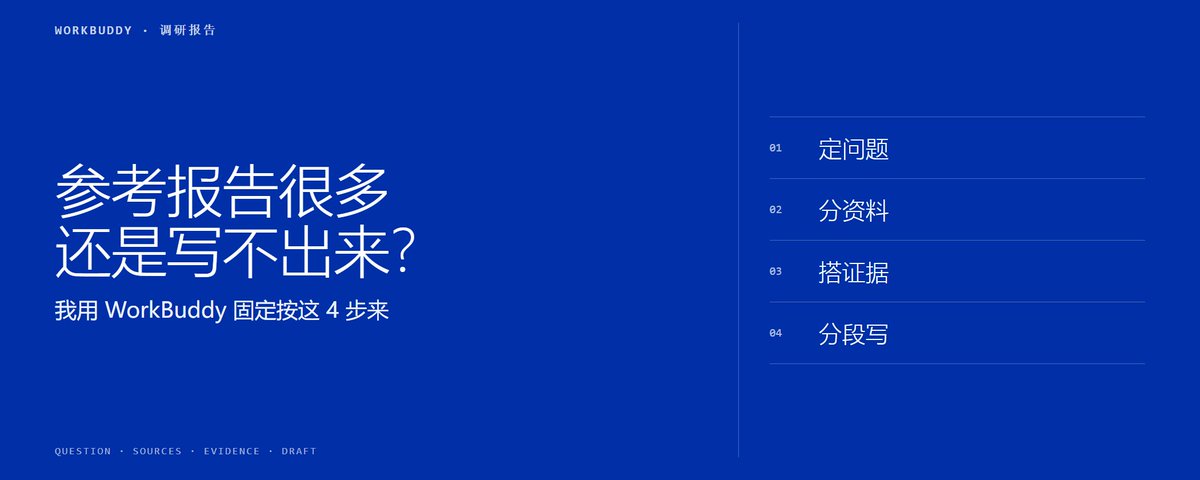 WORKBUDDY · 调研报告
参考报告很多
还是写不出来？
我用 WorkBuddy 固定按这 4 步来
QUESTION · SOURCES · EVIDENCE · DRAFT
01 定问题
02 分资料
03 搭证据
04 分段写